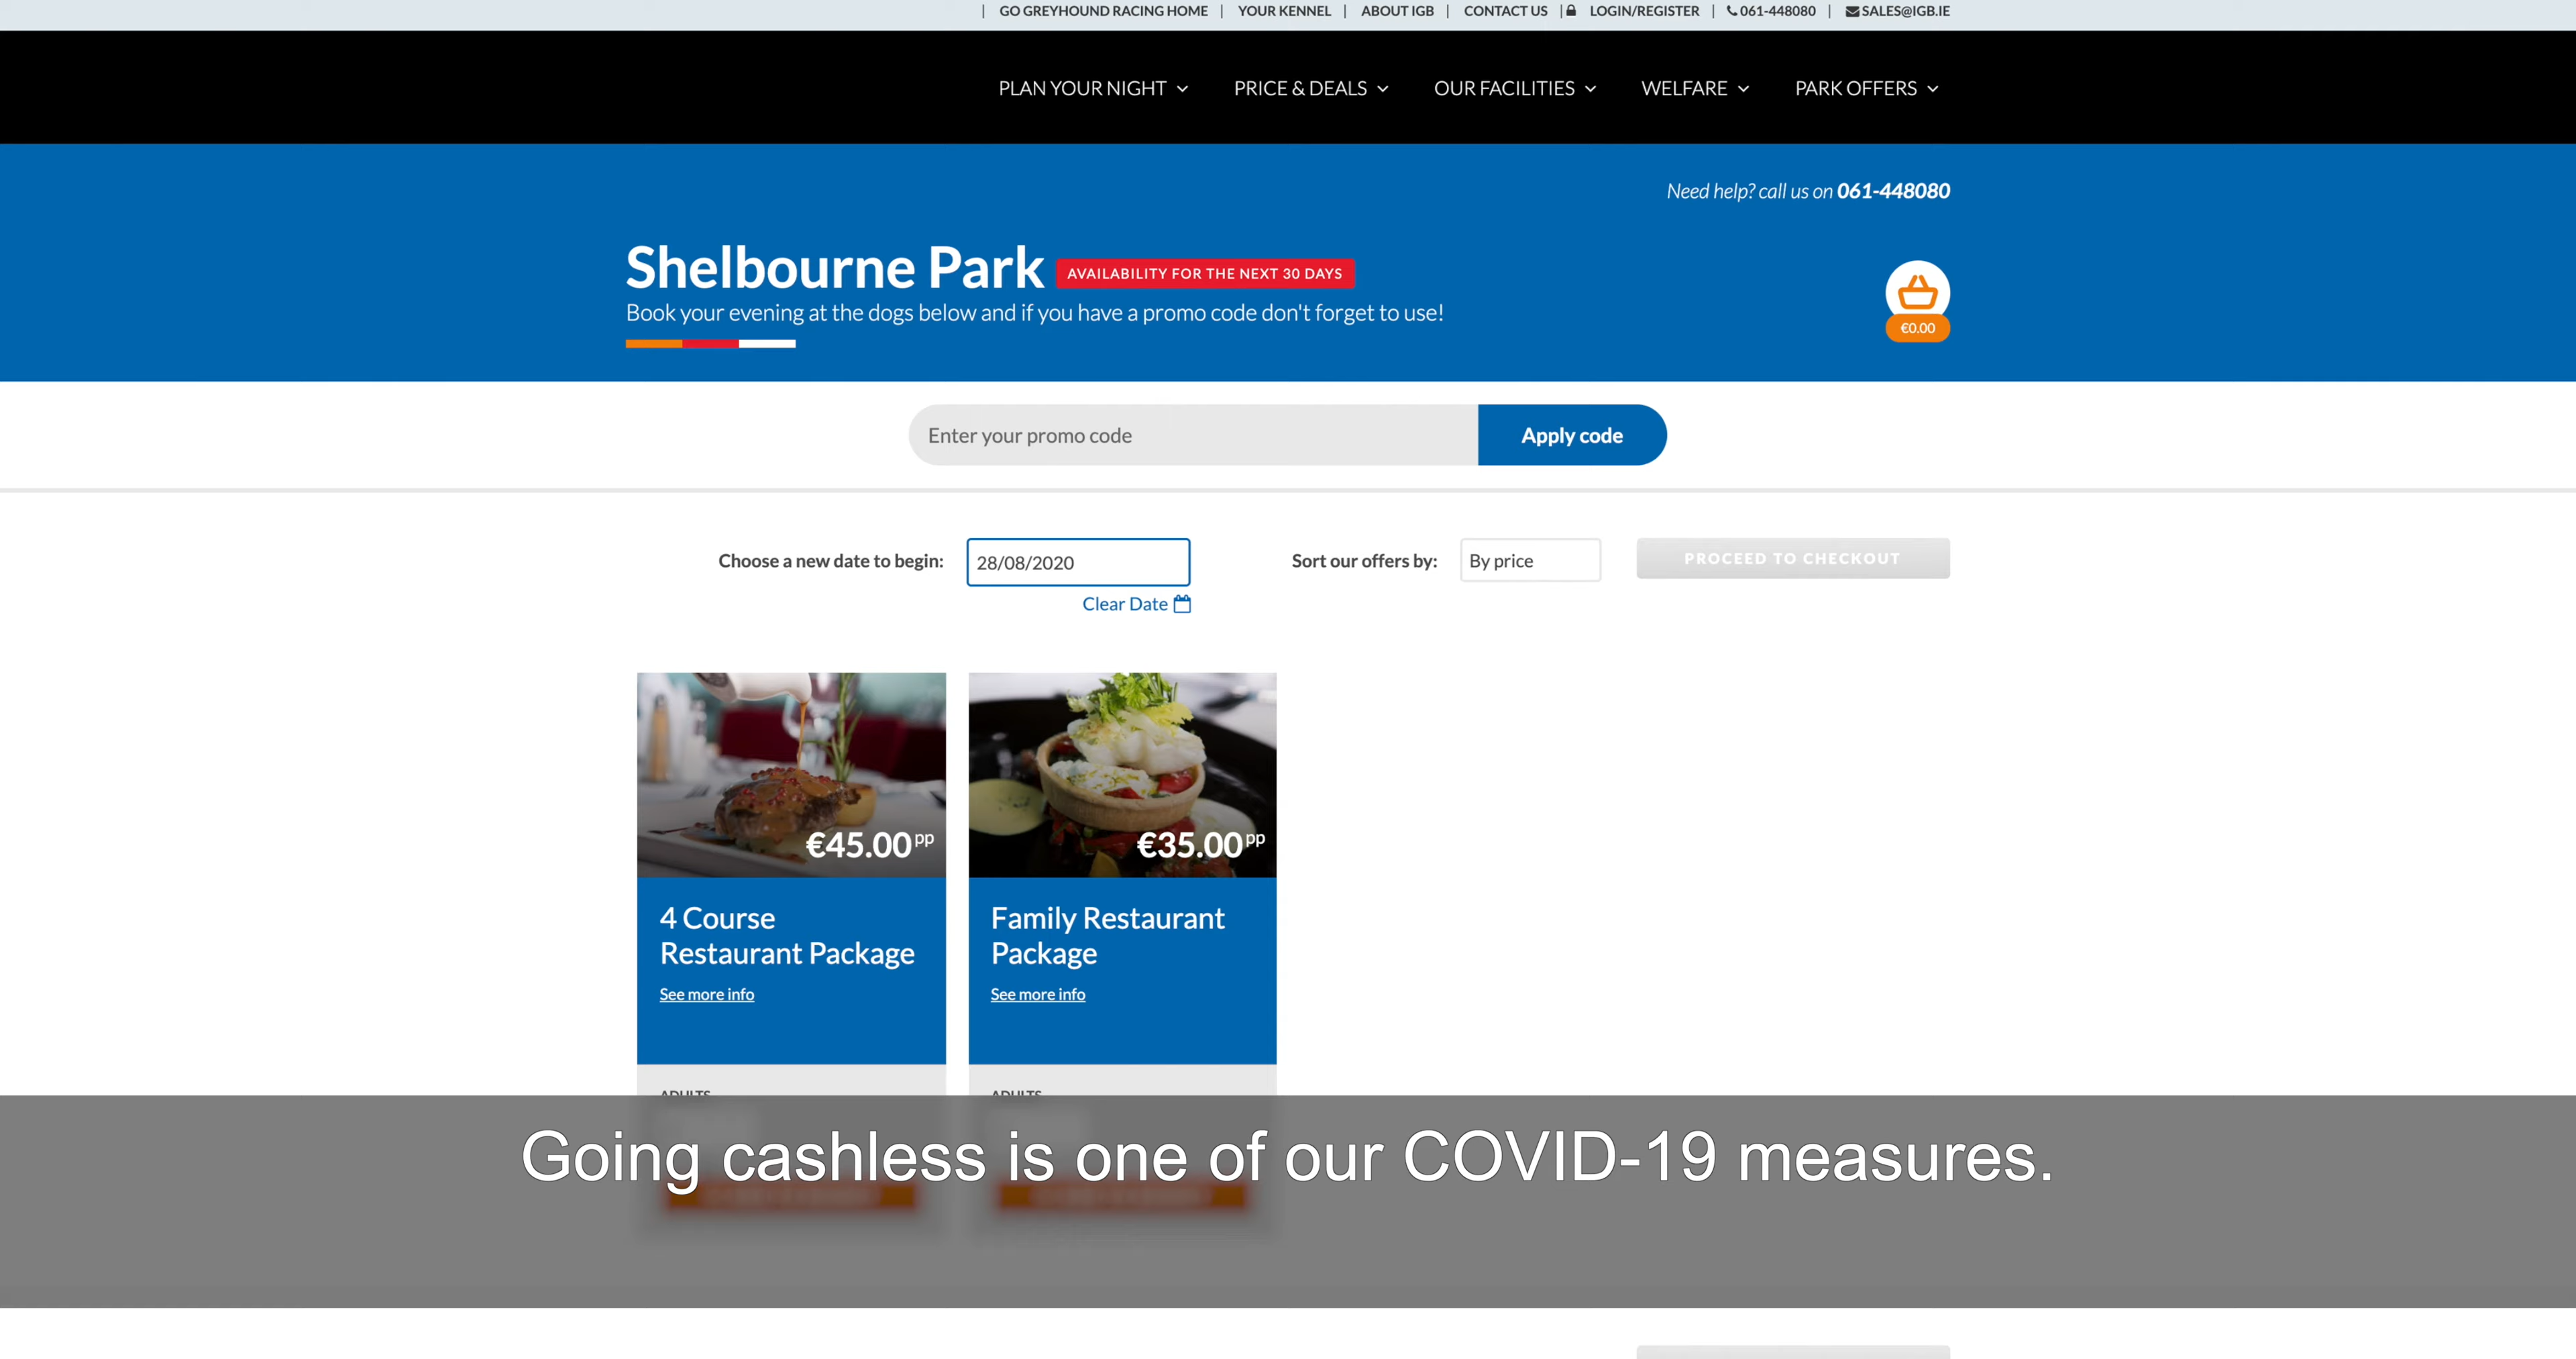 GO GREYHOUND RACING HOME | YOUR KENNEL | ABOUT IGB | CONTACT US | LOGIN/REGISTER | 061-448080 | SALES@IGB.IE
PLAN YOUR NIGHT PRICE & DEALS OUR FACILITIES WELFARE PARK OFFERS
Need help? call us on 061-448080
Shelbourne Park AVAILABILITY FOR THE NEXT 30 DAYS
Book your evening at the dogs below and if you have a promo code don't forget to use!
€0.00
Enter your promo code Apply code
Choose a new date to begin: 28/08/2020 Sort our offers by: By price PROCEED TO CHECKOUT
Clear Date
€45.00pp
4 Course
Restaurant Package
See more info
ADULTS
€35.00pp
Family Restaurant
Package
See more info
ADULTS
Going cashless is one of our COVID-19 measures.